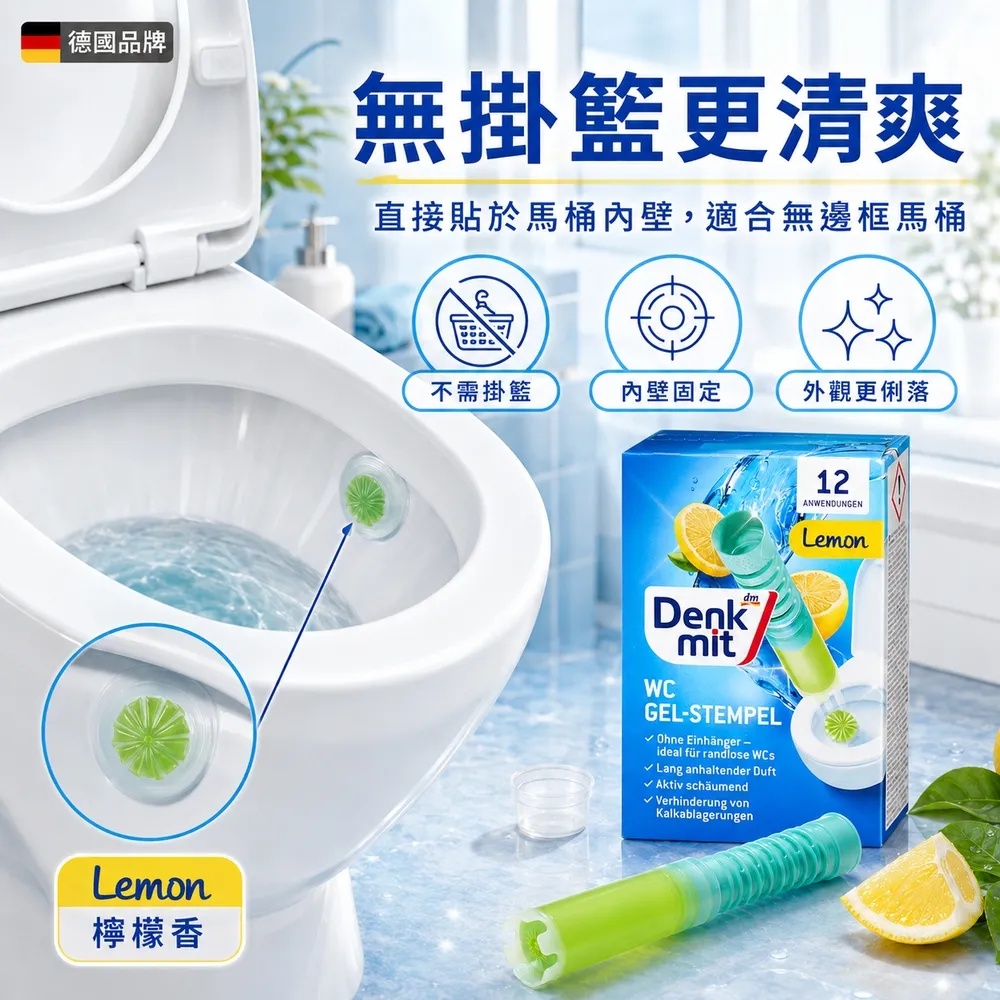 德國品牌
無掛籃更清爽
直接貼於馬桶內壁，適合無邊框馬桶
不需掛籃
內壁固定
外觀更俐落
12
ANWENDUNGEN
Lemon
dm
Denk
mit
WC
GEL-STEMPEL
✓ Ohne Einhänger –
ideal für randlose WCs
✓ Lang anhaltender Duft
✓ Aktiv schäumend
✓ Verhinderung von
Kalkablagerungen
Lemon
檸檬香